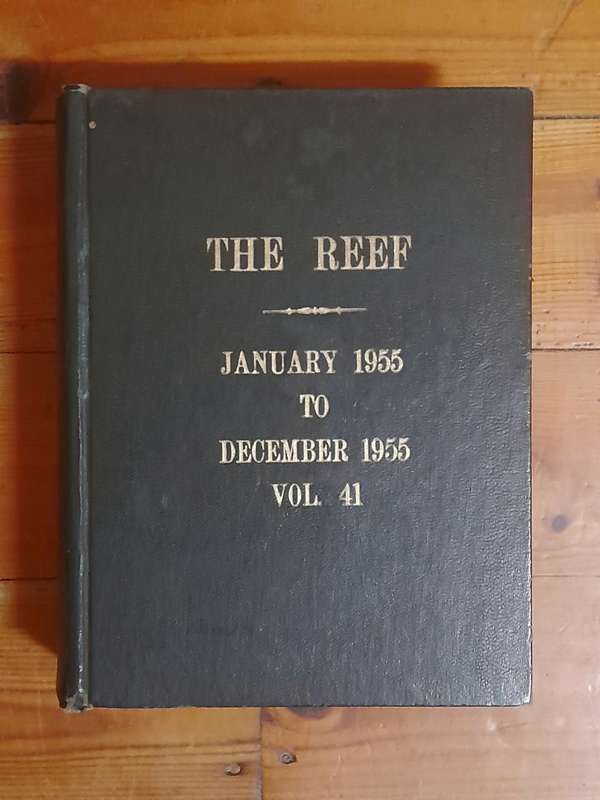 THE REEF
JANUARY 1955
TO
DECEMBER 1955
VOL. 41